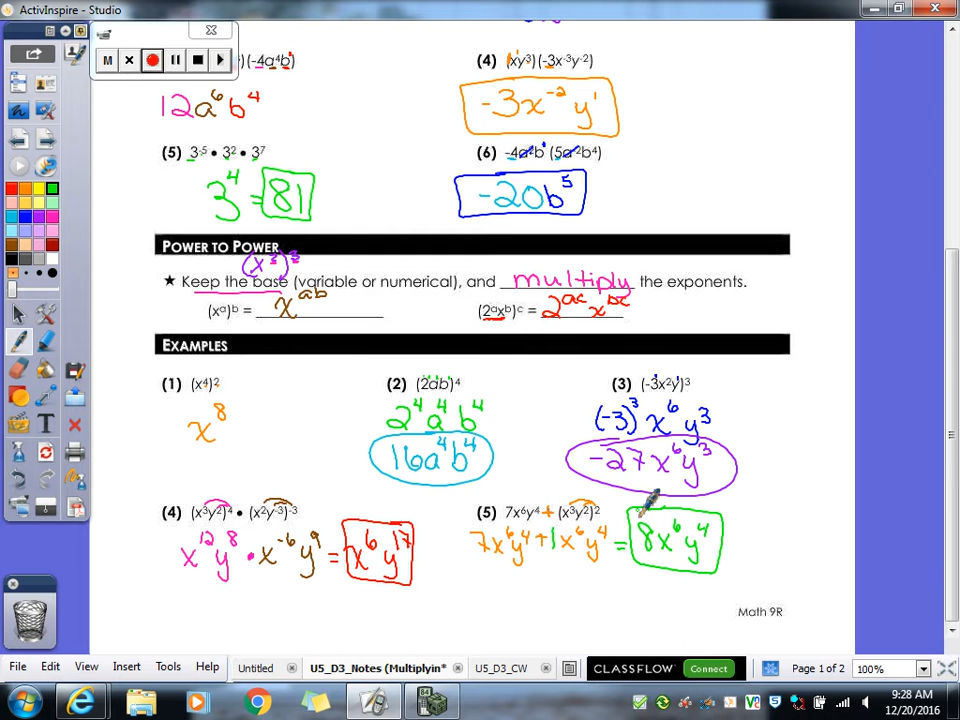 ActivInspire - Studio
)(-4a⁴b) (4) (xy³)(-3x⁻³y⁻²)
12a⁶b⁴ -3x⁻²y¹
(5) 3⁻⁵ • 3² • 3⁷ (6) -4a²b (5a⁻²b⁴)
3⁴ = 81 -20b⁵
POWER TO POWER
★ Keep the base (variable or numerical), and multiply the exponents.
(xᵃ)ᵇ = xᵃᵇ (2ᵃxᵇ)ᶜ = 2ᵃᶜxᵇᶜ
EXAMPLES
(1) (x⁴)² (2) (2ab)⁴ (3) (-3x²y)³
x⁸ 2⁴a⁴b⁴ (-3)³x⁶y³
16a⁴b⁴ -27x⁶y³
(4) (x³y²)⁴ • (x²y⁻³)⁻³ (5) 7x⁶y⁴ + (x³y²)²
x¹²y⁸ • x⁻⁶y⁹ = x⁶y¹⁷ 7x⁶y⁴ + 1x⁶y⁴ = 8x⁶y⁴
Math 9R
File Edit View Insert Tools Help Untitled U5_D3_Notes (Multiplyin* U5_D3_CW CLASSFLOW Connect Page 1 of 2 100%
9:28 AM
12/20/2016